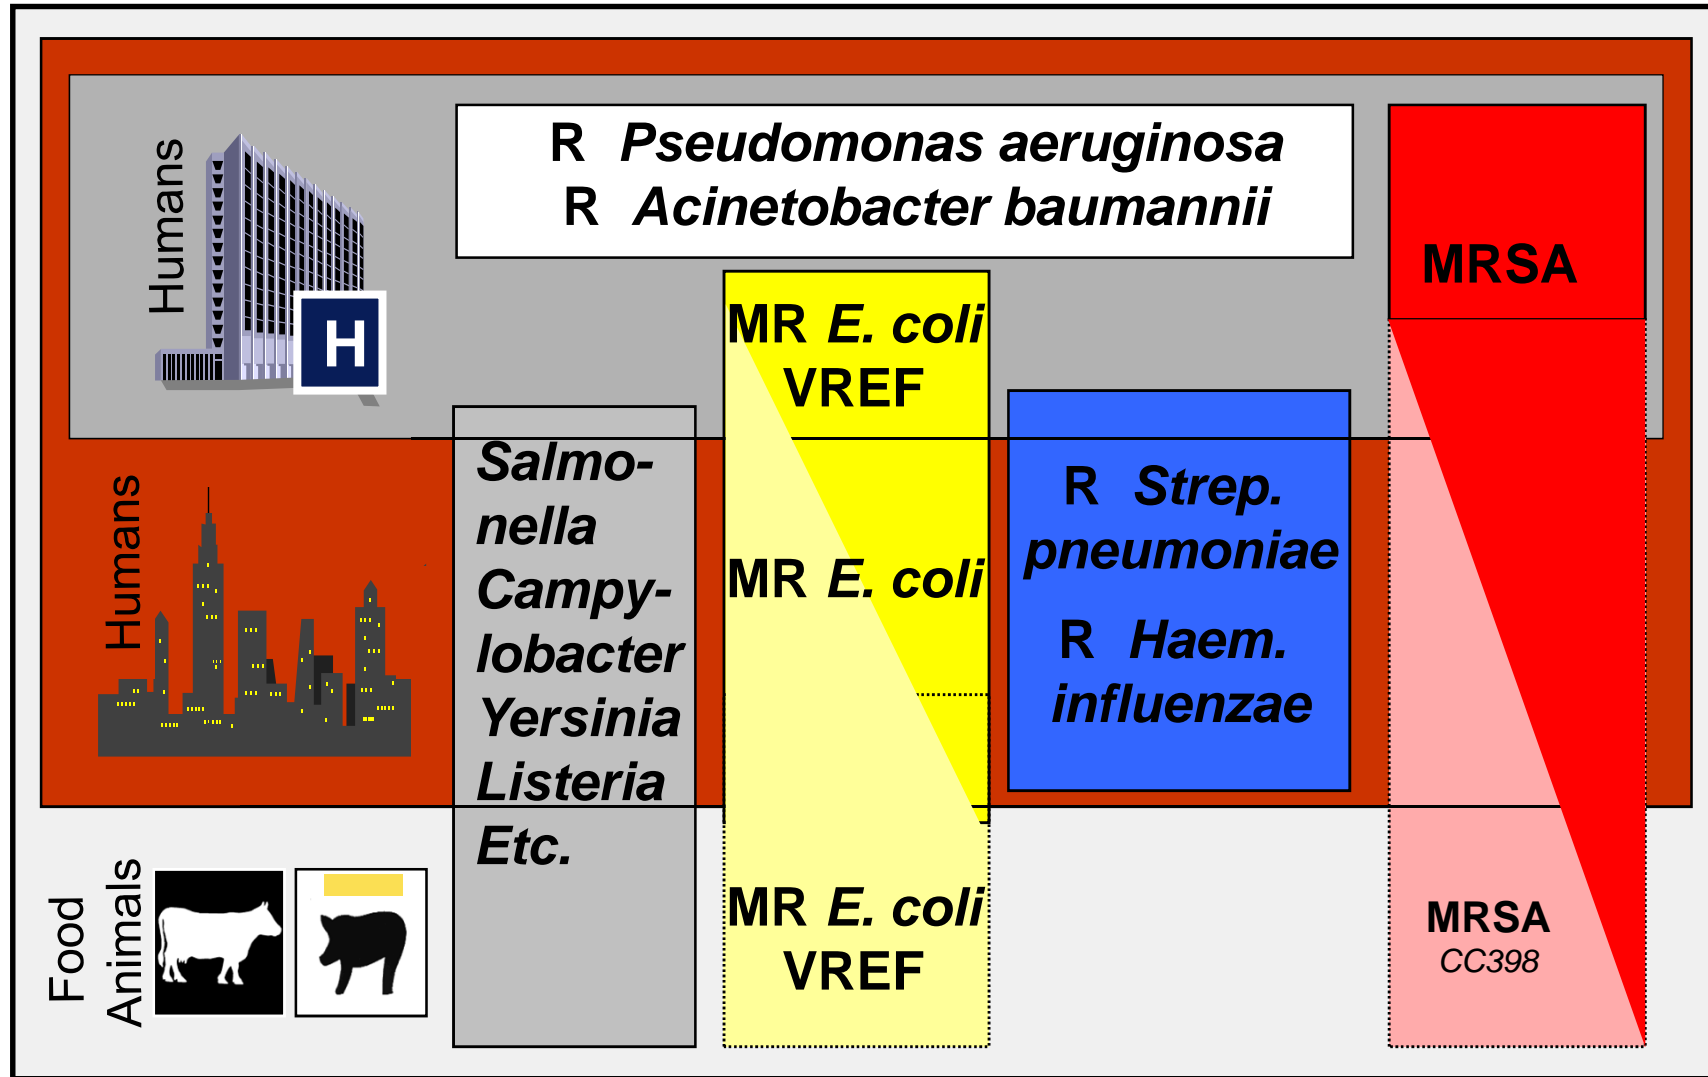 Humans
H
R Pseudomonas aeruginosa
R Acinetobacter baumannii
MRSA
MR E. coli
VREF
Humans
Salmo-
nella
Campy-
lobacter
Yersinia
Listeria
Etc.
MR E. coli
R Strep.
pneumoniae
R Haem.
influenzae
Food
Animals
MR E. coli
VREF
MRSA
CC398